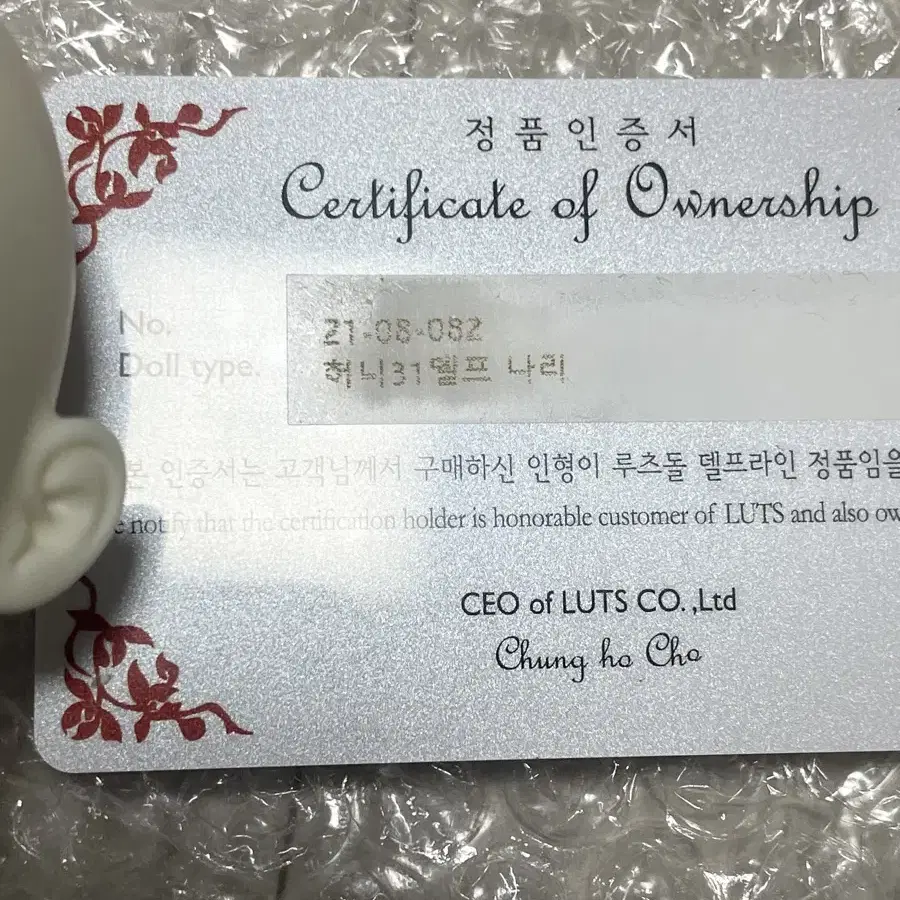 정품인증서
Certificate of Ownership
No. 21-08-082
Doll type. 허니31델프 나리
본 인증서는 고객님께서 구매하신 인형이 루츠돌 델프라인 정품임을
notify that the certification holder is honorable customer of LUTS and also
CEO of LUTS CO.,Ltd
Chung ho Cho